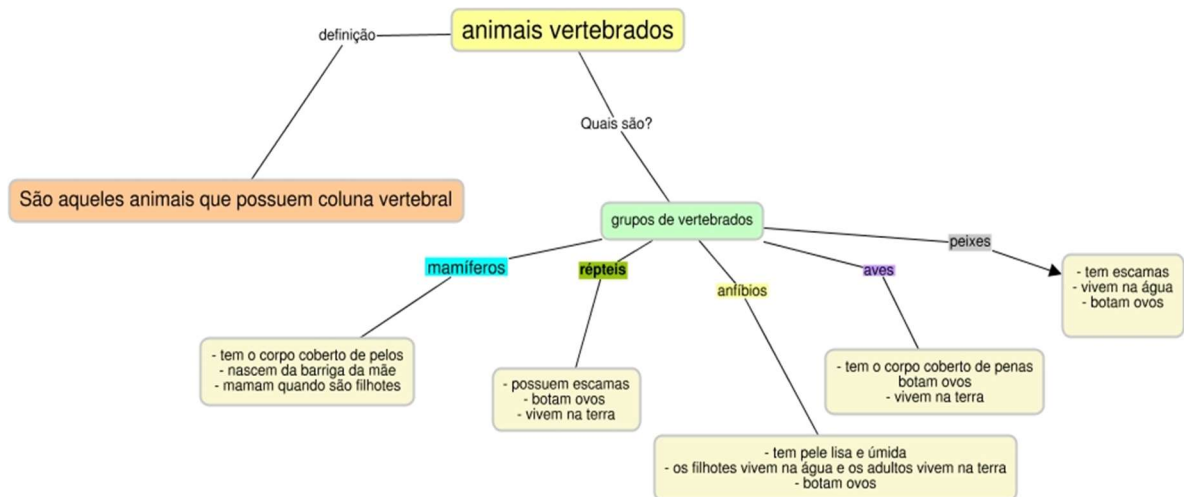 animais vertebrados
definição
Quais são?
São aqueles animais que possuem coluna vertebral
grupos de vertebrados
mamíferos
répteis
anfíbios
aves
peixes
- tem o corpo coberto de pelos
- nascem da barriga da mãe
- mamam quando são filhotes
- possuem escamas
- botam ovos
- vivem na terra
- tem pele lisa e úmida
- os filhotes vivem na água e os adultos vivem na terra
- botam ovos
- tem o corpo coberto de penas
botam ovos
- vivem na terra
- tem escamas
- vivem na água
- botam ovos